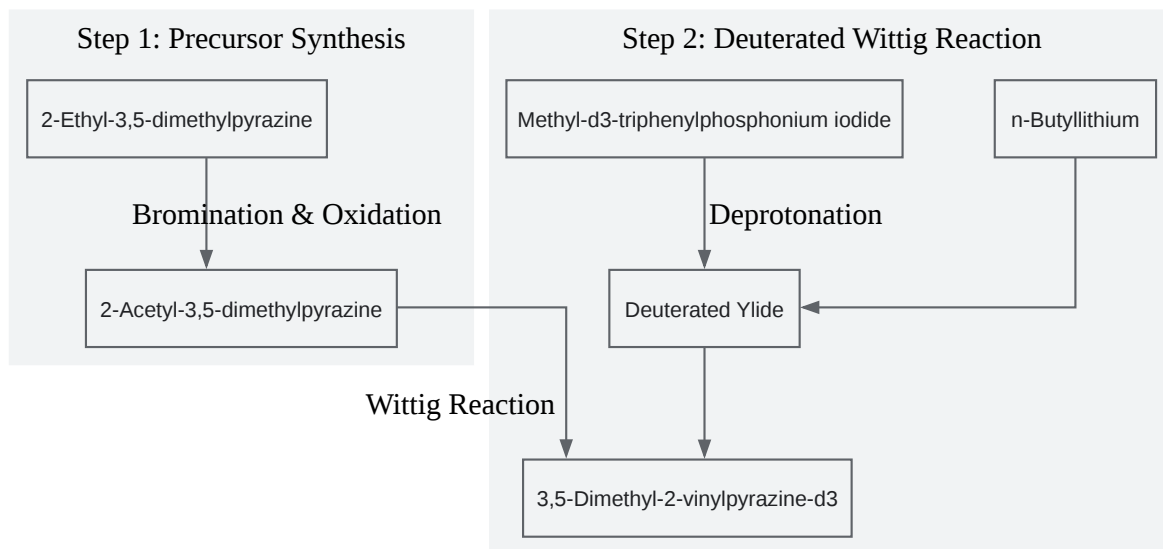 Step 1: Precursor Synthesis
2-Ethyl-3,5-dimethylpyrazine
Bromination & Oxidation
2-Acetyl-3,5-dimethylpyrazine
Step 2: Deuterated Wittig Reaction
Methyl-d3-triphenylphosphonium iodide
n-Butyllithium
Deprotonation
Deuterated Ylide
Wittig Reaction
3,5-Dimethyl-2-vinylpyrazine-d3